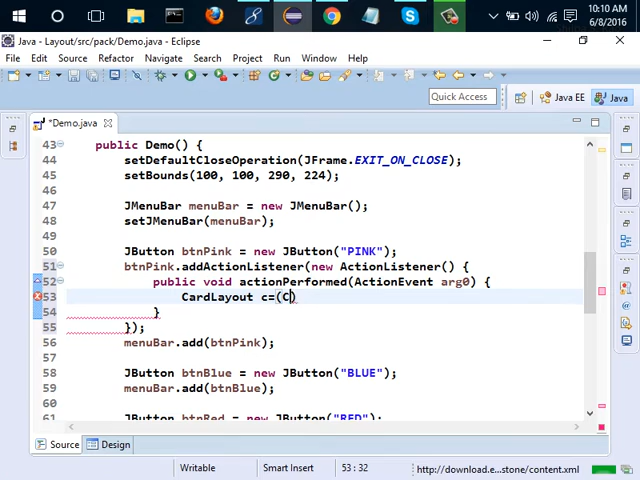 10:10 AM
6/8/2016
Java - Layout/src/pack/Demo.java - Eclipse
File Edit Source Refactor Navigate Search Project Run Window Help
Quick Access Java EE Java
*Demo.java
43 public Demo() {
44 setDefaultCloseOperation(JFrame.EXIT_ON_CLOSE);
45 setBounds(100, 100, 290, 224);
46
47 JMenuBar menuBar = new JMenuBar();
48 setJMenuBar(menuBar);
49
50 JButton btnPink = new JButton("PINK");
51 btnPink.addActionListener(new ActionListener() {
52 public void actionPerformed(ActionEvent arg0) {
53 CardLayout c=(C)
54 }
55 });
56 menuBar.add(btnPink);
57
58 JButton btnBlue = new JButton("BLUE");
59 menuBar.add(btnBlue);
60
61 JButton btnRed = new JButton("RED");
Source Design
Writable Smart Insert 53 : 32 http://download.e...stone/content.xml